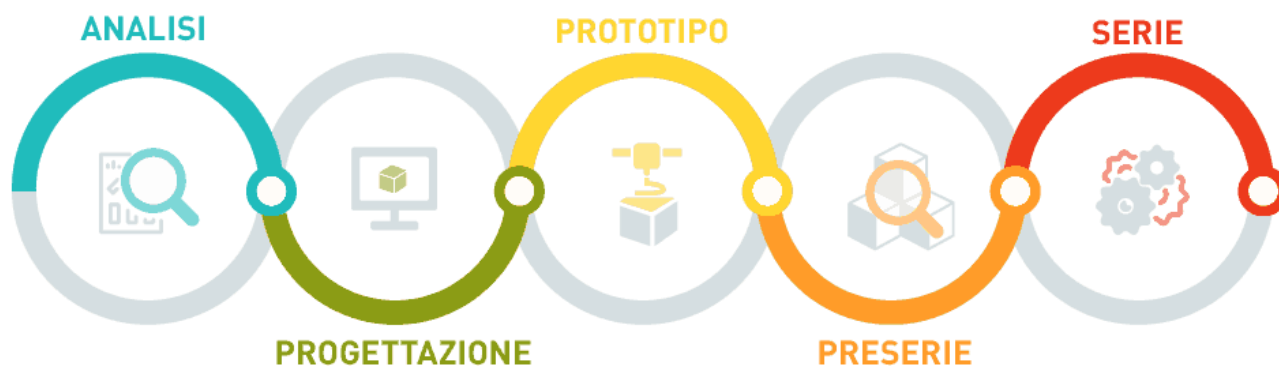 ANALISI
PROGETTAZIONE
PROTOTIPO
PRESERIE
SERIE